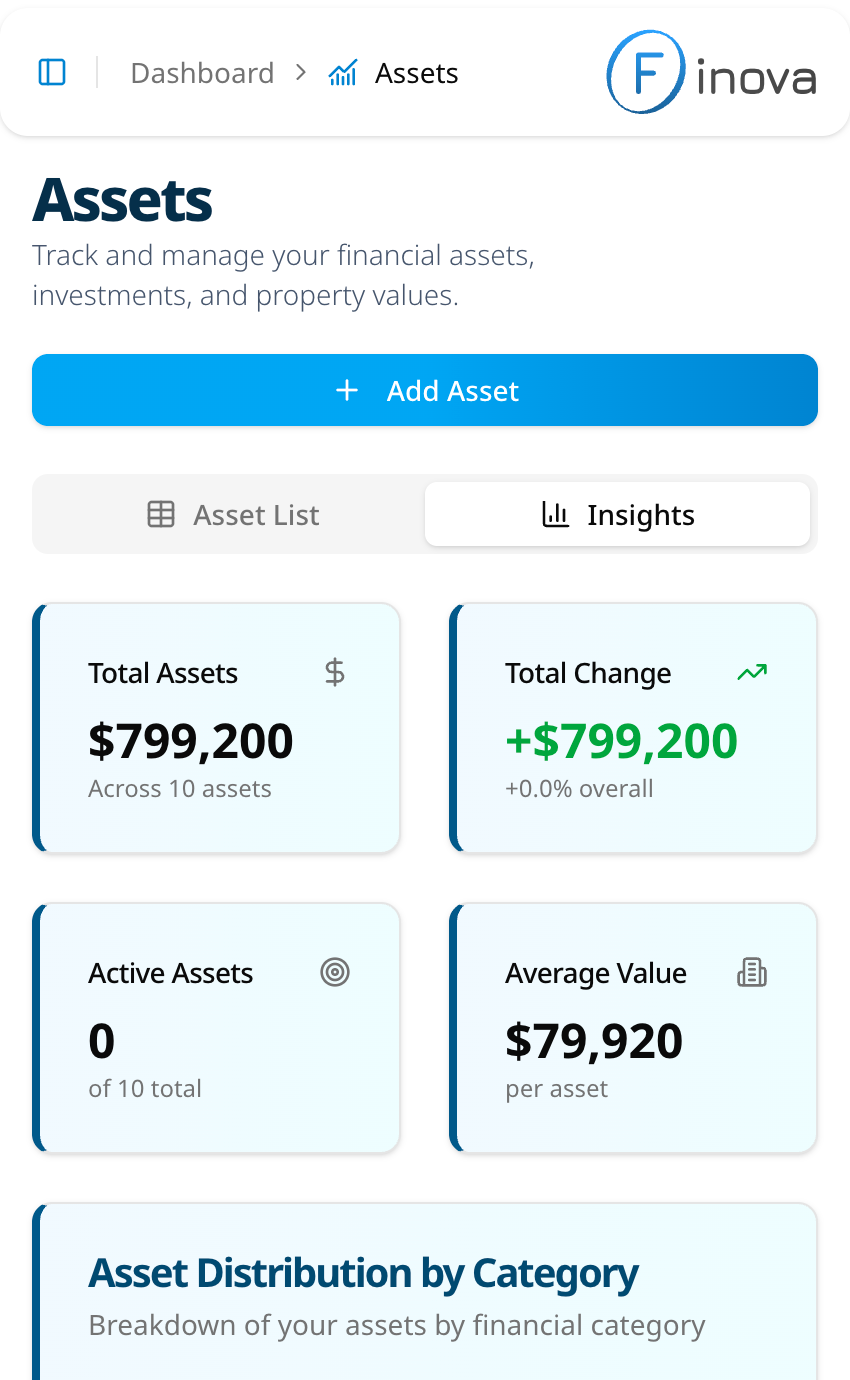 Dashboard > Assets
Finova
Assets
Track and manage your financial assets,
investments, and property values.
+ Add Asset
Asset List
Insights
Total Assets
$799,200
Across 10 assets
Total Change
+$799,200
+0.0% overall
Active Assets
0
of 10 total
Average Value
$79,920
per asset
Asset Distribution by Category
Breakdown of your assets by financial category